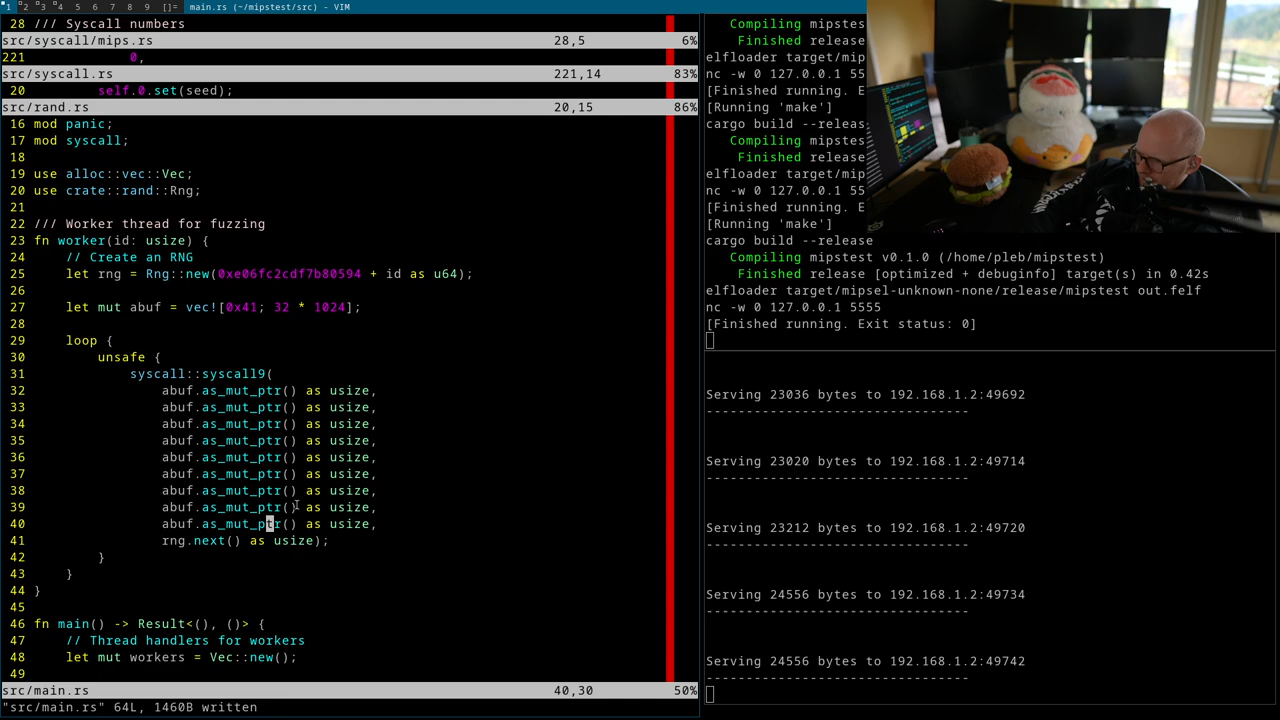 1 2 3 4 5 6 7 8 9 []= main.rs (~/mipstest/src) - VIM
28 /// Syscall numbers
src/syscall/mips.rs 28,5 6%
221 0,
src/syscall.rs 221,14 83%
20 self.0.set(seed);
src/rand.rs 20,15 86%
16 mod panic;
17 mod syscall;
18
19 use alloc::vec::Vec;
20 use crate::rand::Rng;
21
22 /// Worker thread for fuzzing
23 fn worker(id: usize) {
24 // Create an RNG
25 let rng = Rng::new(0xe06fc2cdf7b80594 + id as u64);
26
27 let mut abuf = vec![0x41; 32 * 1024];
28
29 loop {
30 unsafe {
31 syscall::syscall9(
32 abuf.as_mut_ptr() as usize,
33 abuf.as_mut_ptr() as usize,
34 abuf.as_mut_ptr() as usize,
35 abuf.as_mut_ptr() as usize,
36 abuf.as_mut_ptr() as usize,
37 abuf.as_mut_ptr() as usize,
38 abuf.as_mut_ptr() as usize,
39 abuf.as_mut_ptr() as usize,
40 abuf.as_mut_ptr() as usize,
41 rng.next() as usize);
42 }
43 }
44 }
45
46 fn main() -> Result<(), ()> {
47 // Thread handlers for workers
48 let mut workers = Vec::new();
49
src/main.rs 40,30 50%
"src/main.rs" 64L, 1460B written
Compiling mipstes
Finished release
elfloader target/mip
nc -w 0 127.0.0.1 55
[Finished running. E
[Running 'make']
cargo build --releas
Compiling mipstes
Finished release
elfloader target/mip
nc -w 0 127.0.0.1 55
[Finished running. E
[Running 'make']
cargo build --release
Compiling mipstest v0.1.0 (/home/pleb/mipstest)
Finished release [optimized + debuginfo] target(s) in 0.42s
elfloader target/mipsel-unknown-none/release/mipstest out.felf
nc -w 0 127.0.0.1 5555
[Finished running. Exit status: 0]
Serving 23036 bytes to 192.168.1.2:49692
---------------------------------
Serving 23020 bytes to 192.168.1.2:49714
---------------------------------
Serving 23212 bytes to 192.168.1.2:49720
---------------------------------
Serving 24556 bytes to 192.168.1.2:49734
---------------------------------
Serving 24556 bytes to 192.168.1.2:49742
---------------------------------